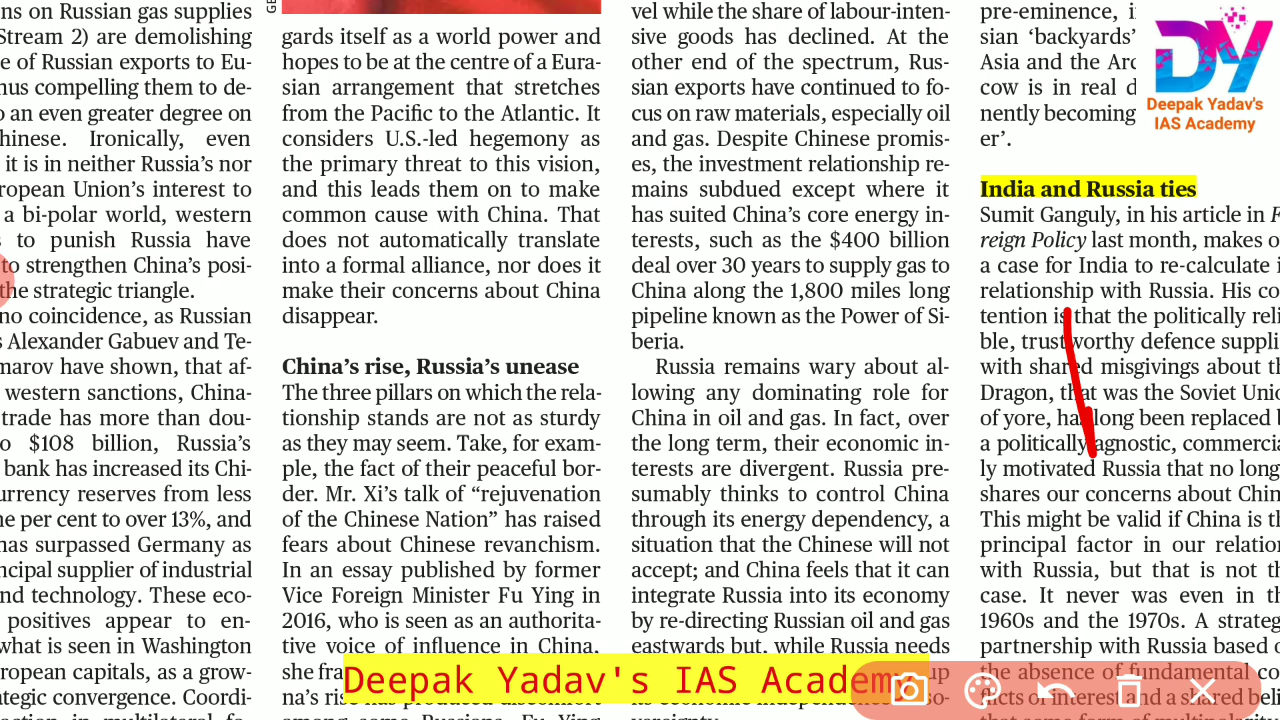 ns on Russian gas supplies
Stream 2) are demolishing
e of Russian exports to Eu-
nus compelling them to de-
o an even greater degree on
hinese. Ironically, even
it is in neither Russia's nor
ropean Union's interest to
a bi-polar world, western
s to punish Russia have
to strengthen China's posi-
the strategic triangle.
no coincidence, as Russian
s Alexander Gabuev and Te-
marov have shown, that af-
western sanctions, China-
trade has more than dou-
o $108 billion, Russia's
bank has increased its Chi-
urrency reserves from less
ne per cent to over 13%, and
has surpassed Germany as
ncipal supplier of industrial
nd technology. These eco-
positives appear to en-
what is seen in Washington
ropean capitals, as a grow-
tegic convergence. Coordi-
gards itself as a world power and
hopes to be at the centre of a Eura-
sian arrangement that stretches
from the Pacific to the Atlantic. It
considers U.S.-led hegemony as
the primary threat to this vision,
and this leads them on to make
common cause with China. That
does not automatically translate
into a formal alliance, nor does it
make their concerns about China
disappear.
China's rise, Russia's unease
The three pillars on which the rela-
tionship stands are not as sturdy
as they may seem. Take, for exam-
ple, the fact of their peaceful bor-
der. Mr. Xi's talk of “rejuvenation
of the Chinese Nation” has raised
fears about Chinese revanchism.
In an essay published by former
Vice Foreign Minister Fu Ying in
2016, who is seen as an authorita-
tive voice of influence in China,
she fra
na's ris
vel while the share of labour-inten-
sive goods has declined. At the
other end of the spectrum, Rus-
sian exports have continued to fo-
cus on raw materials, especially oil
and gas. Despite Chinese promis-
es, the investment relationship re-
mains subdued except where it
has suited China's core energy in-
terests, such as the $400 billion
deal over 30 years to supply gas to
China along the 1,800 miles long
pipeline known as the Power of Si-
beria.
Russia remains wary about al-
lowing any dominating role for
China in oil and gas. In fact, over
the long term, their economic in-
terests are divergent. Russia pre-
sumably thinks to control China
through its energy dependency, a
situation that the Chinese will not
accept; and China feels that it can
integrate Russia into its economy
by re-directing Russian oil and gas
eastwards but, while Russia needs
pre-eminence, i
sian ‘backyards’
Asia and the Arc
cow is in real d
nently becoming
er’.
India and Russia ties
Sumit Ganguly, in his article in F
reign Policy last month, makes o
a case for India to re-calculate i
relationship with Russia. His co
tention is that the politically reli
ble, trustworthy defence suppli
with shared misgivings about th
Dragon, that was the Soviet Unio
of yore, has long been replaced
a politically agnostic, commercia
ly motivated Russia that no long
shares our concerns about Chin
This might be valid if China is th
principal factor in our relation
with Russia, but that is not th
case. It never was even in th
1960s and the 1970s. A strateg
partnership with Russia based o
the absence of fundamental co
flicts of interest and a shared beli
DY
Deepak Yadav's
IAS Academy
Deepak Yadav's IAS Academy